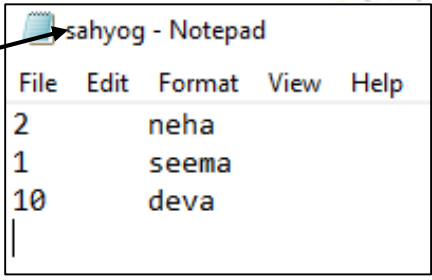 sahyog - Notepad
File Edit Format View Help
2 neha
1 seema
10 deva